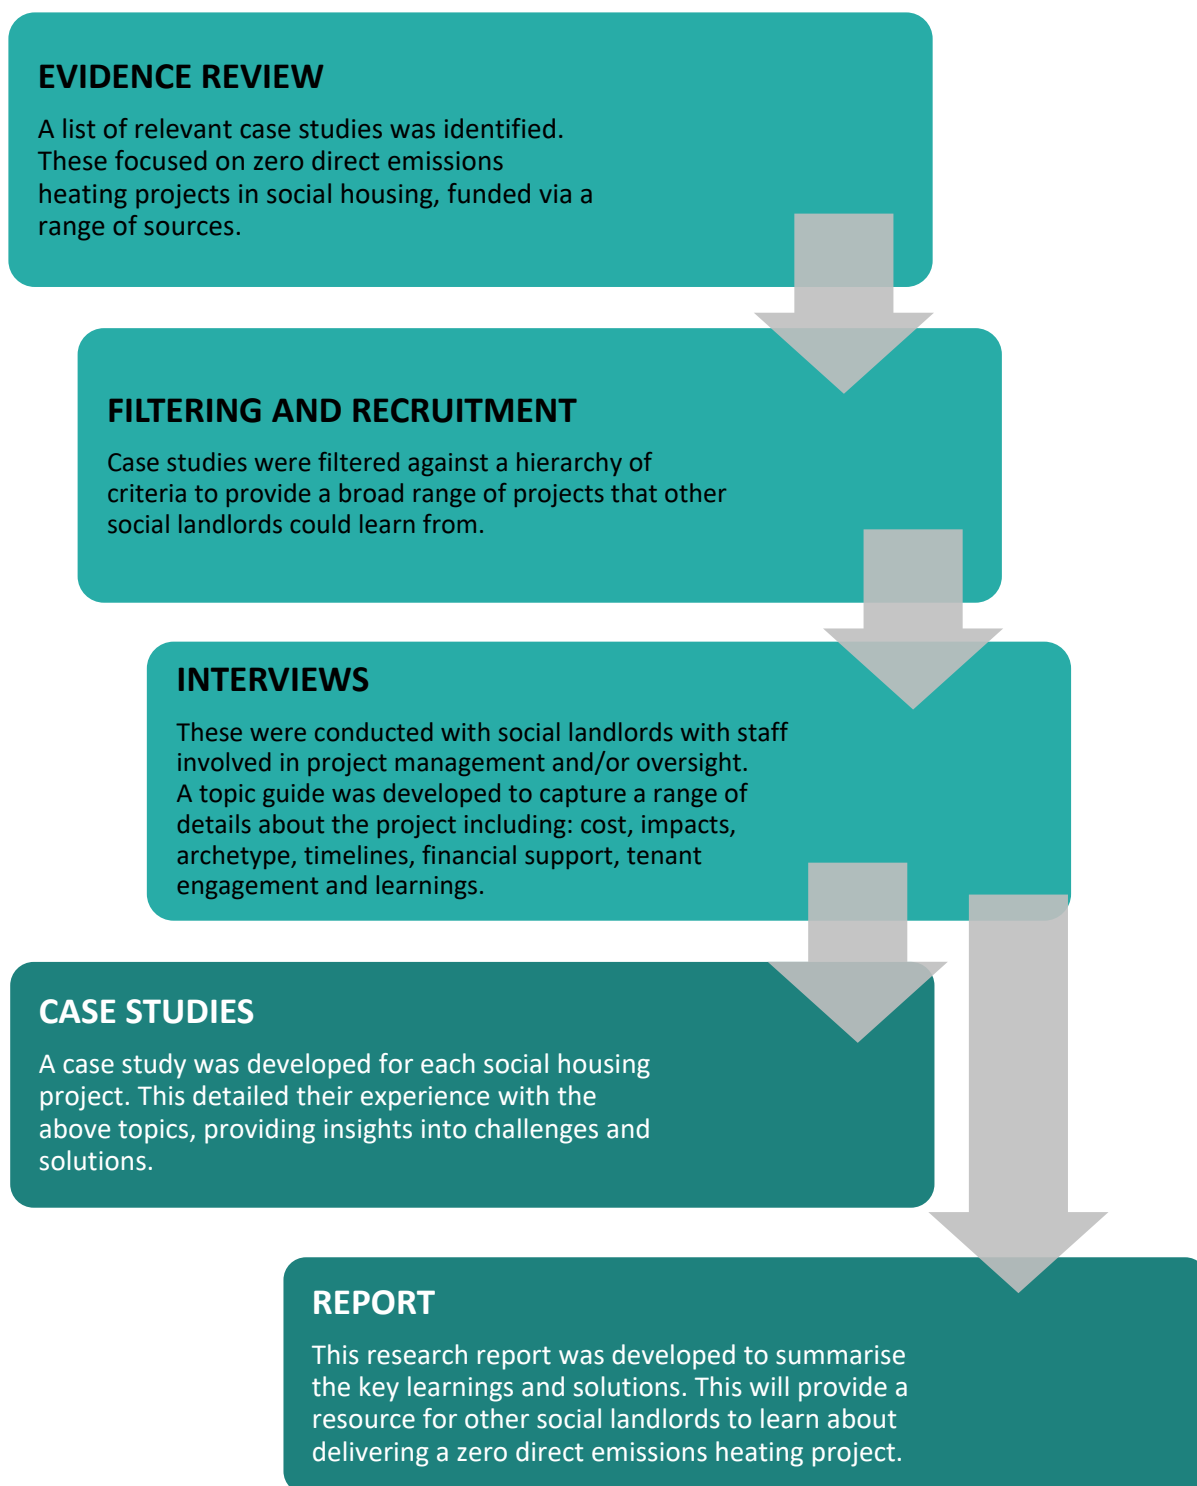 EVIDENCE REVIEW
A list of relevant case studies was identified.
These focused on zero direct emissions
heating projects in social housing, funded via a
range of sources.
FILTERING AND RECRUITMENT
Case studies were filtered against a hierarchy of
criteria to provide a broad range of projects that other
social landlords could learn from.
INTERVIEWS
These were conducted with social landlords with staff
involved in project management and/or oversight.
A topic guide was developed to capture a range of
details about the project including: cost, impacts,
archetype, timelines, financial support, tenant
engagement and learnings.
CASE STUDIES
A case study was developed for each social housing
project. This detailed their experience with the
above topics, providing insights into challenges and
solutions.
REPORT
This research report was developed to summarise
the key learnings and solutions. This will provide a
resource for other social landlords to learn about
delivering a zero direct emissions heating project.